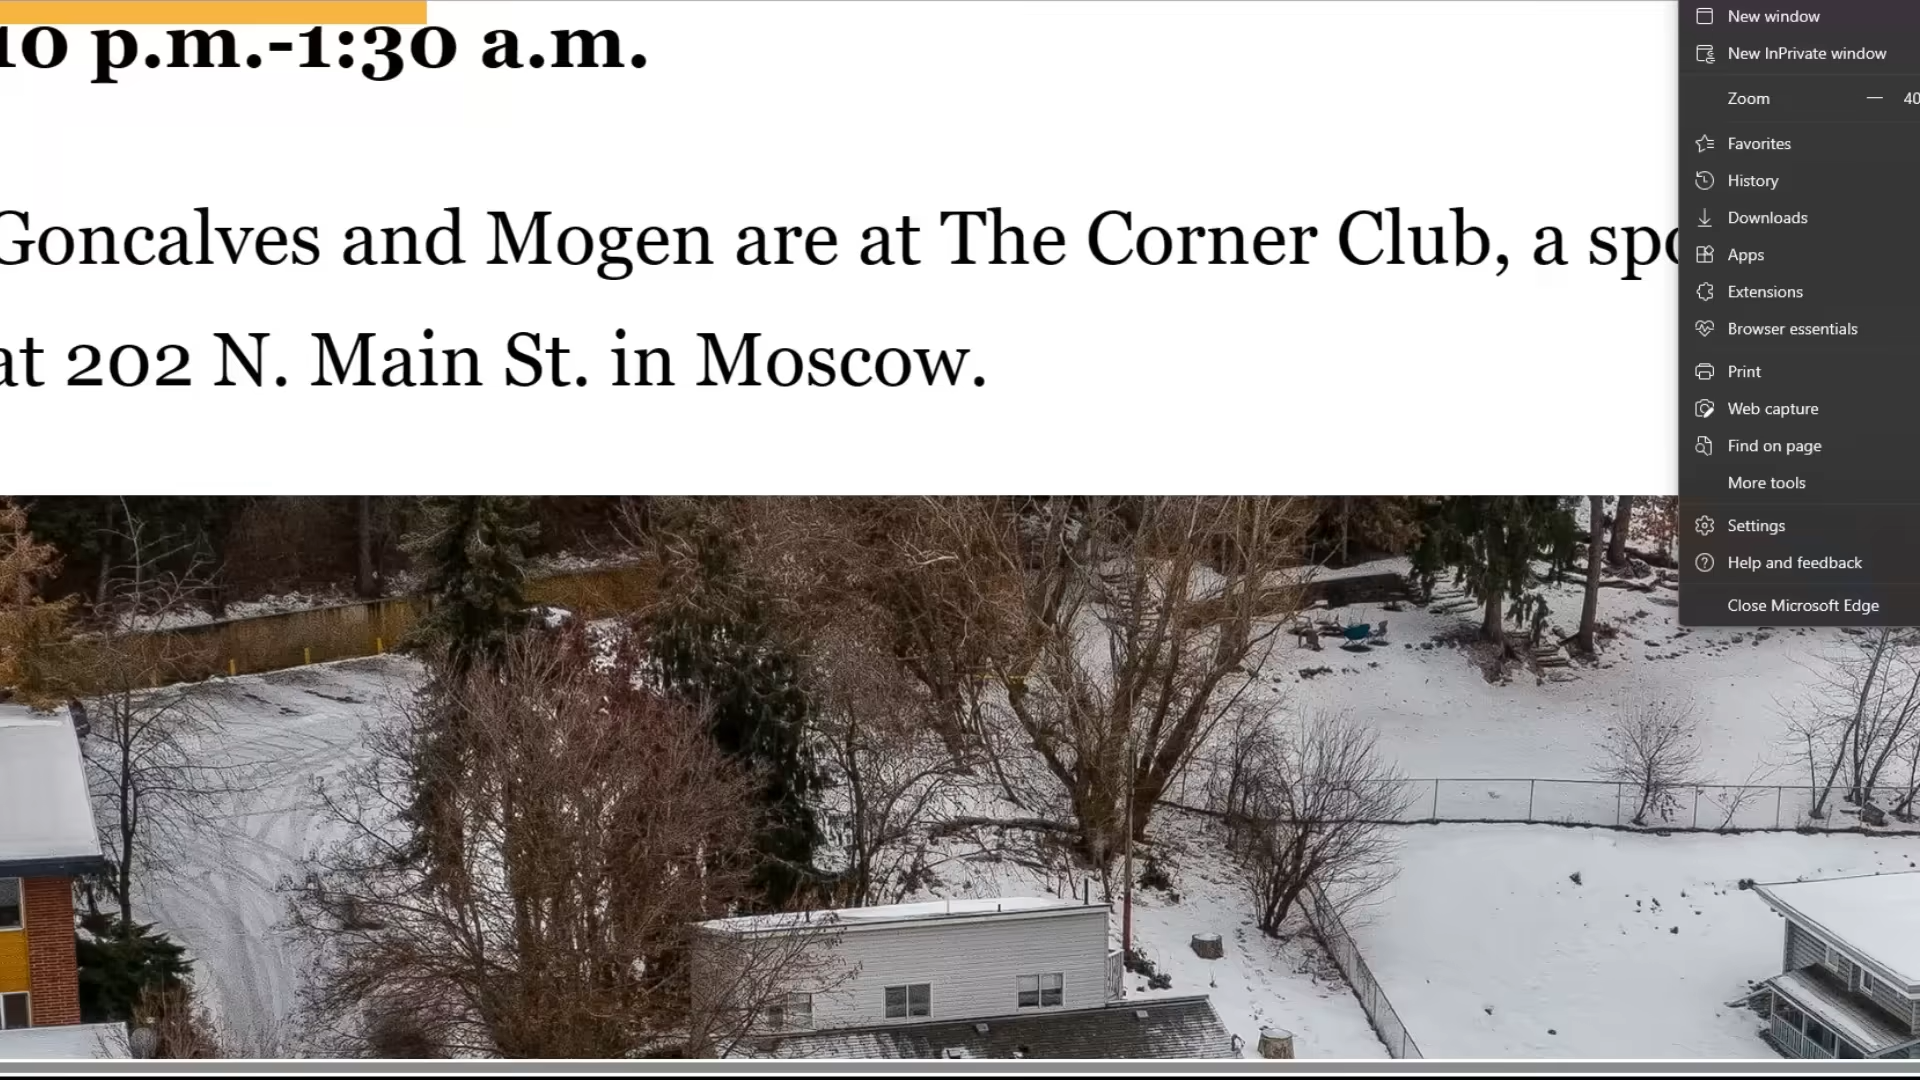 10 p.m.-1:30 a.m.
Goncalves and Mogen are at The Corner Club, a
at 202 N. Main St. in Moscow.
New window
New InPrivate window
Zoom — 40
Favorites
History
Downloads
Apps
Extensions
Browser essentials
Print
Web capture
Find on page
More tools
Settings
Help and feedback
Close Microsoft Edge